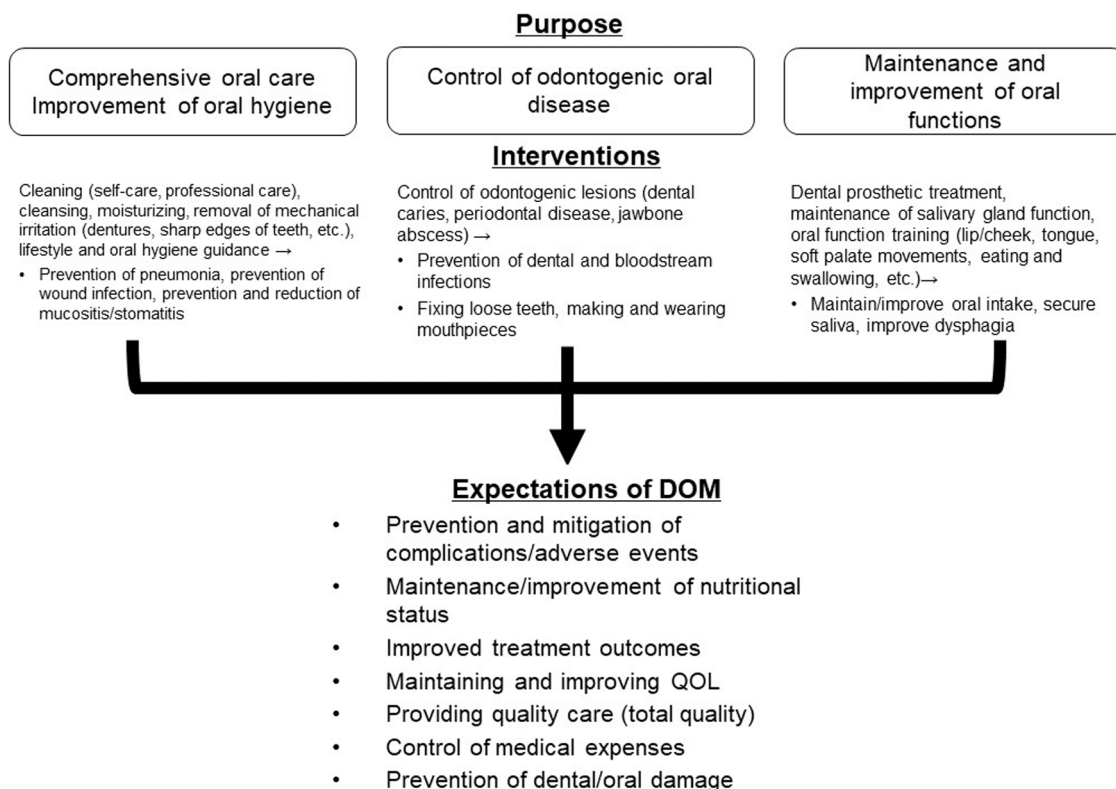 Purpose
Comprehensive oral care
Improvement of oral hygiene
Control of odontogenic oral
disease
Maintenance and
improvement of oral
functions
Interventions
Cleaning (self-care, professional care),
cleansing, moisturizing, removal of mechanical
irritation (dentures, sharp edges of teeth, etc.),
lifestyle and oral hygiene guidance →
• Prevention of pneumonia, prevention of
wound infection, prevention and reduction of
mucositis/stomatitis
Control of odontogenic lesions (dental
caries, periodontal disease, jawbone
abscess) →
• Prevention of dental and bloodstream
infections
• Fixing loose teeth, making and wearing
mouthpieces
Dental prosthetic treatment,
maintenance of salivary gland function,
oral function training (lip/cheek, tongue,
soft palate movements, eating and
swallowing, etc.)→
• Maintain/improve oral intake, secure
saliva, improve dysphagia
Expectations of DOM
• Prevention and mitigation of
complications/adverse events
• Maintenance/improvement of nutritional
status
• Improved treatment outcomes
• Maintaining and improving QOL
• Providing quality care (total quality)
• Control of medical expenses
• Prevention of dental/oral damage